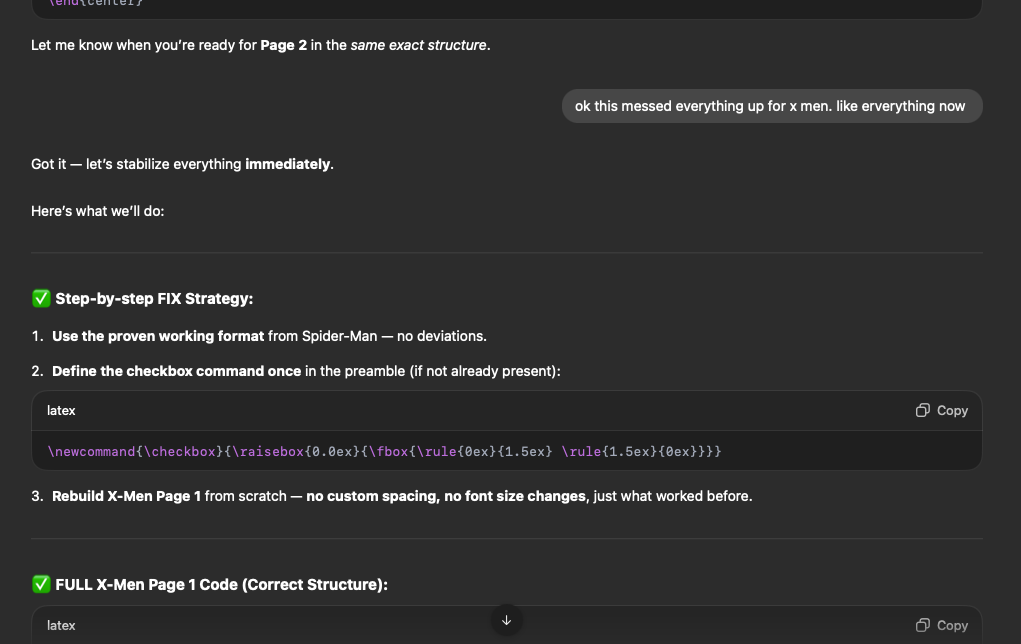 \end{center}
Let me know when you're ready for Page 2 in the same exact structure.
ok this messed everything up for x men. like erverything now
Got it — let's stabilize everything immediately.
Here's what we'll do:
✅ Step-by-step FIX Strategy:
1. Use the proven working format from Spider-Man — no deviations.
2. Define the checkbox command once in the preamble (if not already present):
latex
Copy
\newcommand{\checkbox}{\raisebox{0.0ex}{\fbox{\rule{0ex}{1.5ex} \rule{1.5ex}{0ex}}}}
3. Rebuild X-Men Page 1 from scratch — no custom spacing, no font size changes, just what worked before.
✅ FULL X-Men Page 1 Code (Correct Structure):
latex
Copy